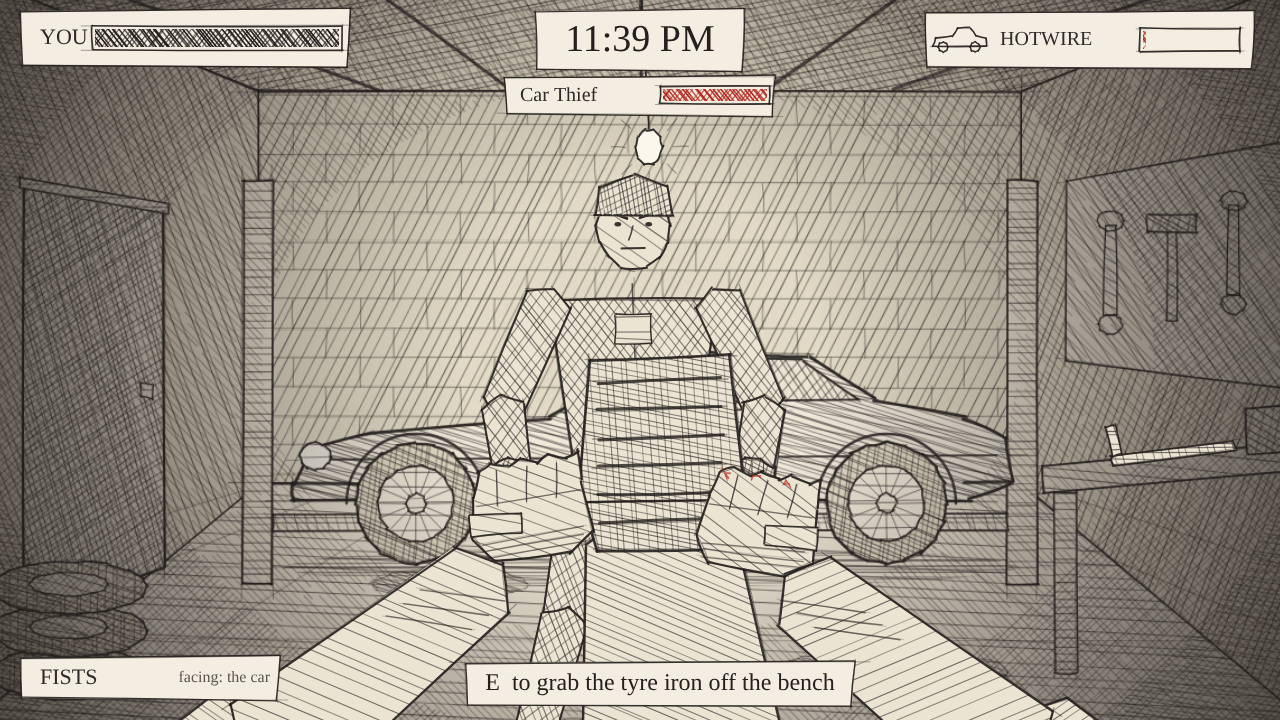 YOU
11:39 PM
HOTWIRE
Car Thief
FISTS
facing: the car
E to grab the tyre iron off the bench